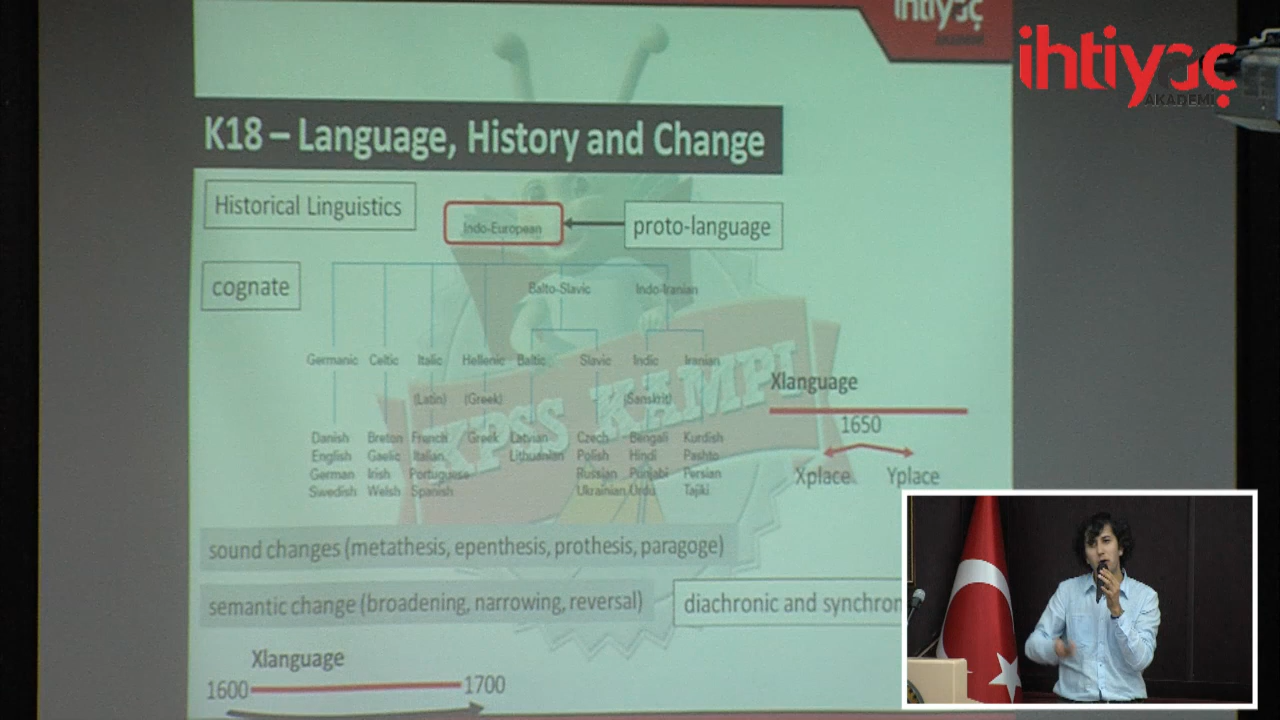 ihtiyaç
ihtiyaç
AKADEMİ
K18 – Language, History and Change
Historical Linguistics
Indo-European
proto-language
cognate
Balto-Slavic
Indo-Iranian
Germanic Celtic Italic Hellenic Baltic Slavic Indic Iranian
(Latin) (Greek) (Sanskrit)
Danish Breton French Greek Latvian Czech Bengali Kurdish
English Gaelic Italian Lithuanian Polish Hindi Pashto
German Irish Portuguese Russian Punjabi Persian
Swedish Welsh Spanish Ukrainian Urdu Tajiki
KPSS KAMPI
Xlanguage
1650
Xplace Yplace
sound changes (metathesis, epenthesis, prothesis, paragoge)
semantic change (broadening, narrowing, reversal)
diachronic and synchron
Xlanguage
1600 1700